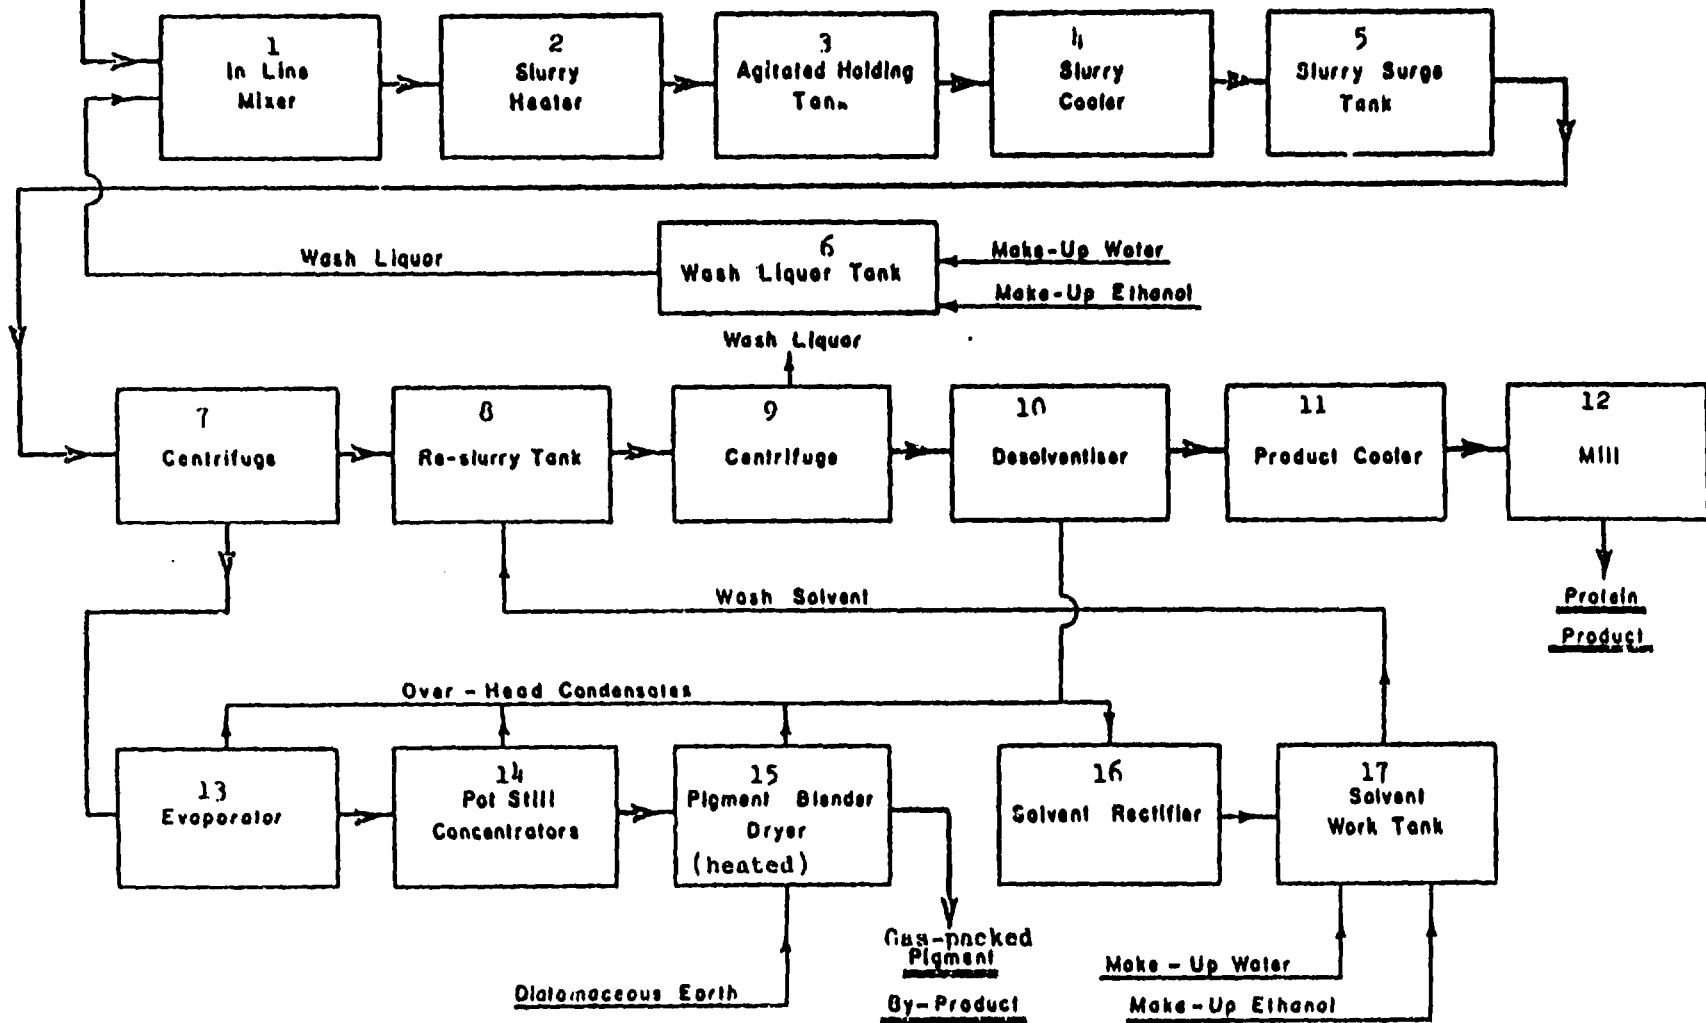 1
In Line
Mixer
2
Slurry
Heater
3
Agitated Holding
Tank
4
Slurry
Cooler
5
Slurry Surge
Tank
6
Wash Liquor Tank
Make-Up Water
Make-Up Ethanol
Wash Liquor
Wash Liquor
7
Centrifuge
8
Re-slurry Tank
9
Centrifuge
10
Desolventiser
11
Product Cooler
12
Mill
Protein
Product
Wash Solvent
Over-Head Condensates
13
Evaporator
14
Pot Still
Concentrators
15
Pigment Blender
Dryer
(heated)
16
Solvent Rectifier
17
Solvent
Work Tank
Gas-packed
Pigment
By-Product
Diatomaceous Earth
Make-Up Water
Make-Up Ethanol